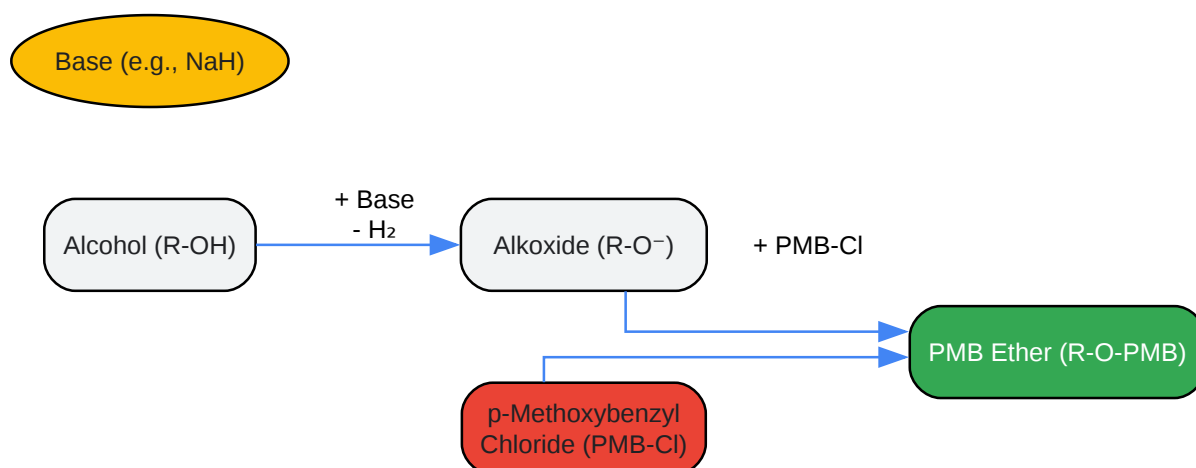 Base (e.g., NaH)
+ Base
- H₂
Alcohol (R-OH)
Alkoxide (R-O⁻)
+ PMB-Cl
PMB Ether (R-O-PMB)
p-Methoxybenzyl
Chloride (PMB-Cl)